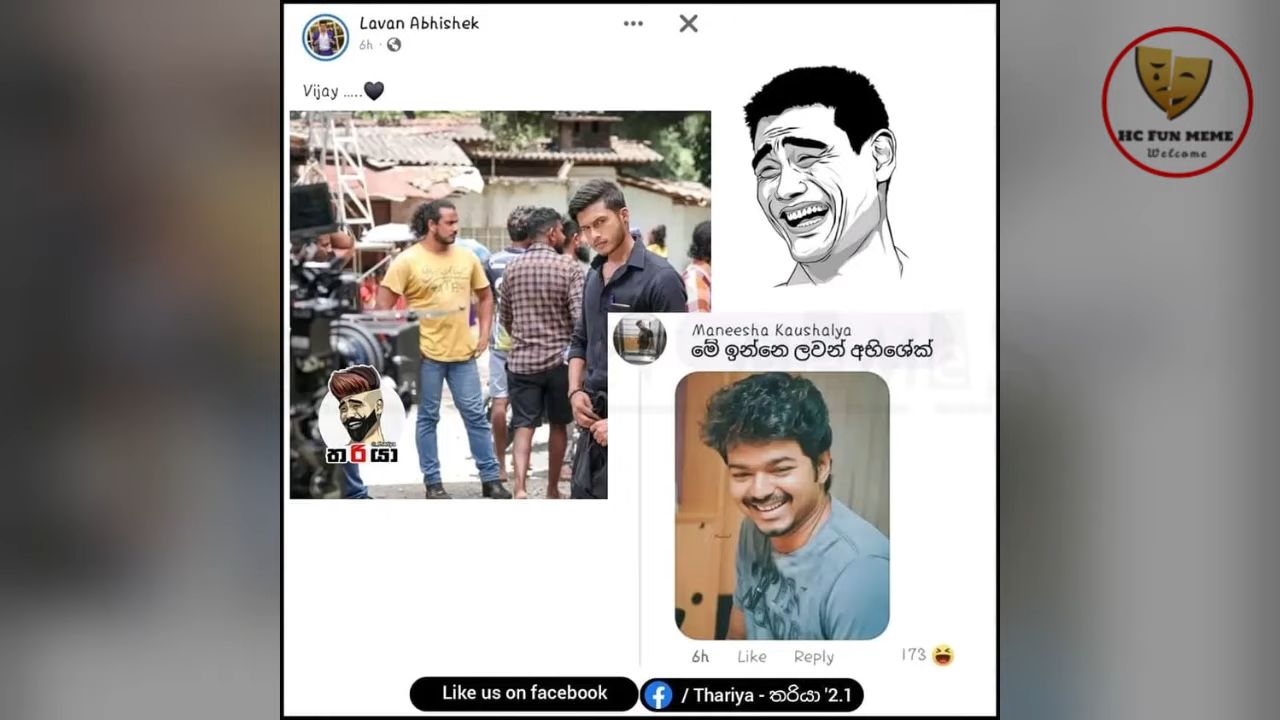 Lavan Abhishek
6h
Vijay .....🖤
HC FUN MEME
Welcome
Maneesha Kaushalya
මේ ඉන්නෙ ලවන් අභිශේක්
තරියා
6h Like Reply 173
Like us on facebook
/ Thariya - තරියා '2.1